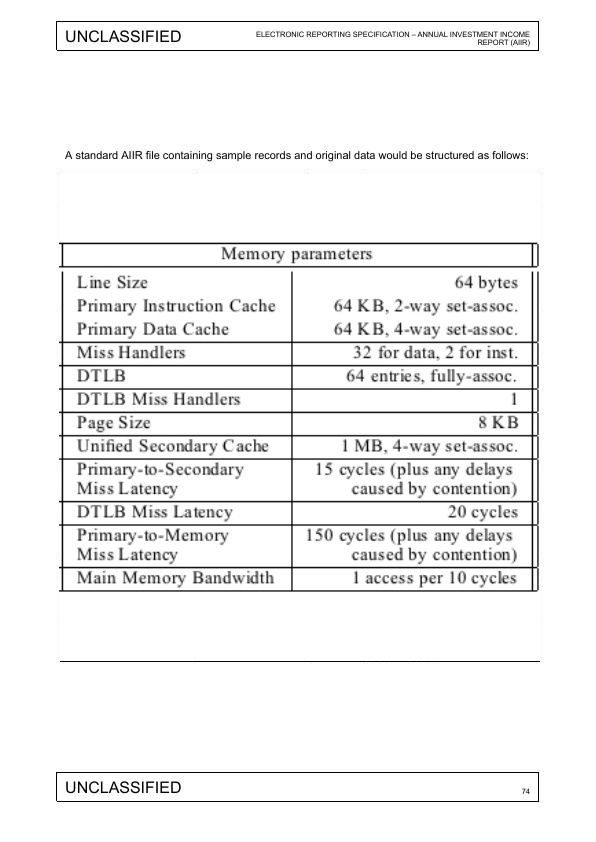 UNCLASSIFIED
ELECTRONIC REPORTING SPECIFICATION – ANNUAL INVESTMENT INCOME
REPORT (AIIR)
A standard AIIR file containing sample records and original data would be structured as follows:
Memory parameters
Line Size 64 bytes
Primary Instruction Cache 64 KB, 2-way set-assoc.
Primary Data Cache 64 KB, 4-way set-assoc.
Miss Handlers 32 for data, 2 for inst.
DTLB 64 entries, fully-assoc.
DTLB Miss Handlers 1
Page Size 8 KB
Unified Secondary Cache 1 MB, 4-way set-assoc.
Primary-to-Secondary 15 cycles (plus any delays
Miss Latency caused by contention)
DTLB Miss Latency 20 cycles
Primary-to-Memory 150 cycles (plus any delays
Miss Latency caused by contention)
Main Memory Bandwidth 1 access per 10 cycles
UNCLASSIFIED
74